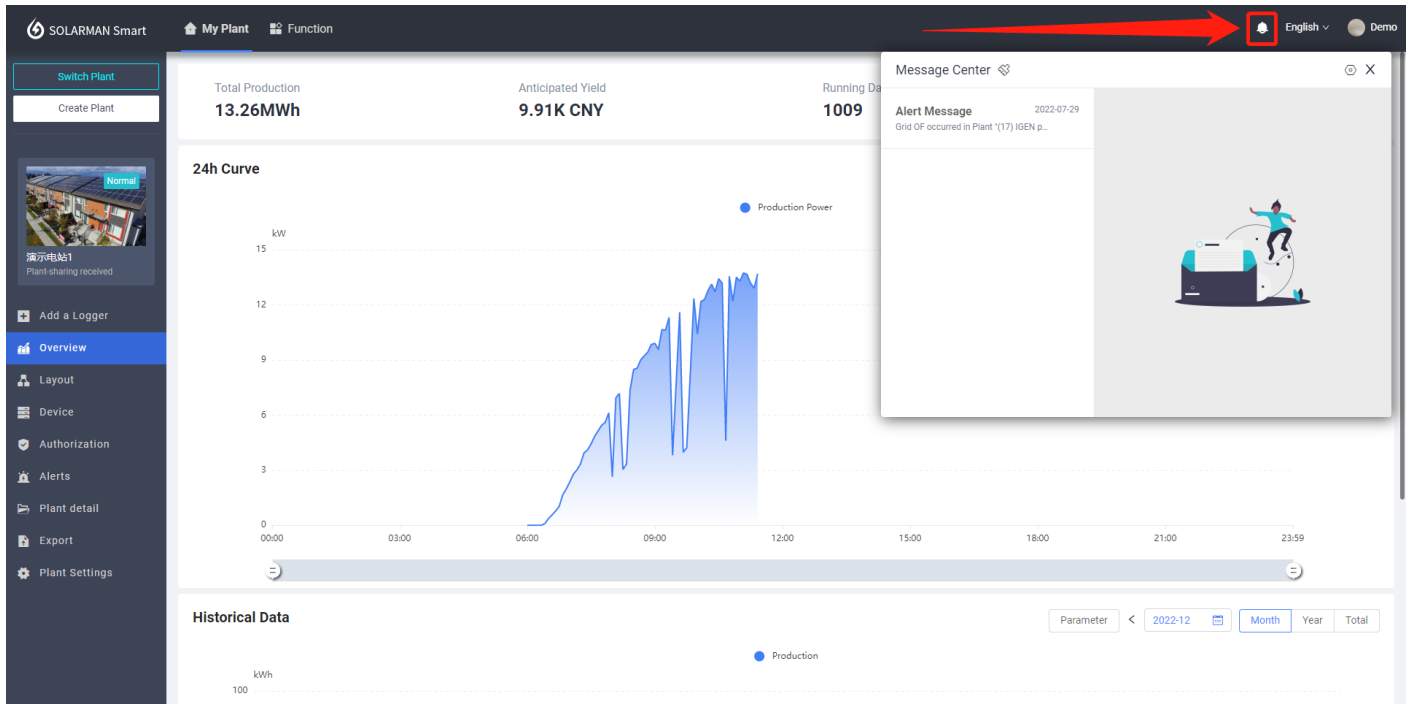 SOLARMAN Smart
My Plant
Function
English
Demo
Switch Plant
Create Plant
Normal
演示电站1
Plant-sharing received
Add a Logger
Overview
Layout
Device
Authorization
Alerts
Plant detail
Export
Plant Settings
Total Production
13.26MWh
Anticipated Yield
9.91K CNY
Running Da
1009
Message Center
X
Alert Message
2022-07-29
Grid OF occurred in Plant "(17) IGEN p...
24h Curve
Production Power
kW
15
12
9
6
3
0
00:00
03:00
06:00
09:00
12:00
15:00
18:00
21:00
23:59
Historical Data
Parameter
<
2022-12
Month
Year
Total
Production
kWh
100